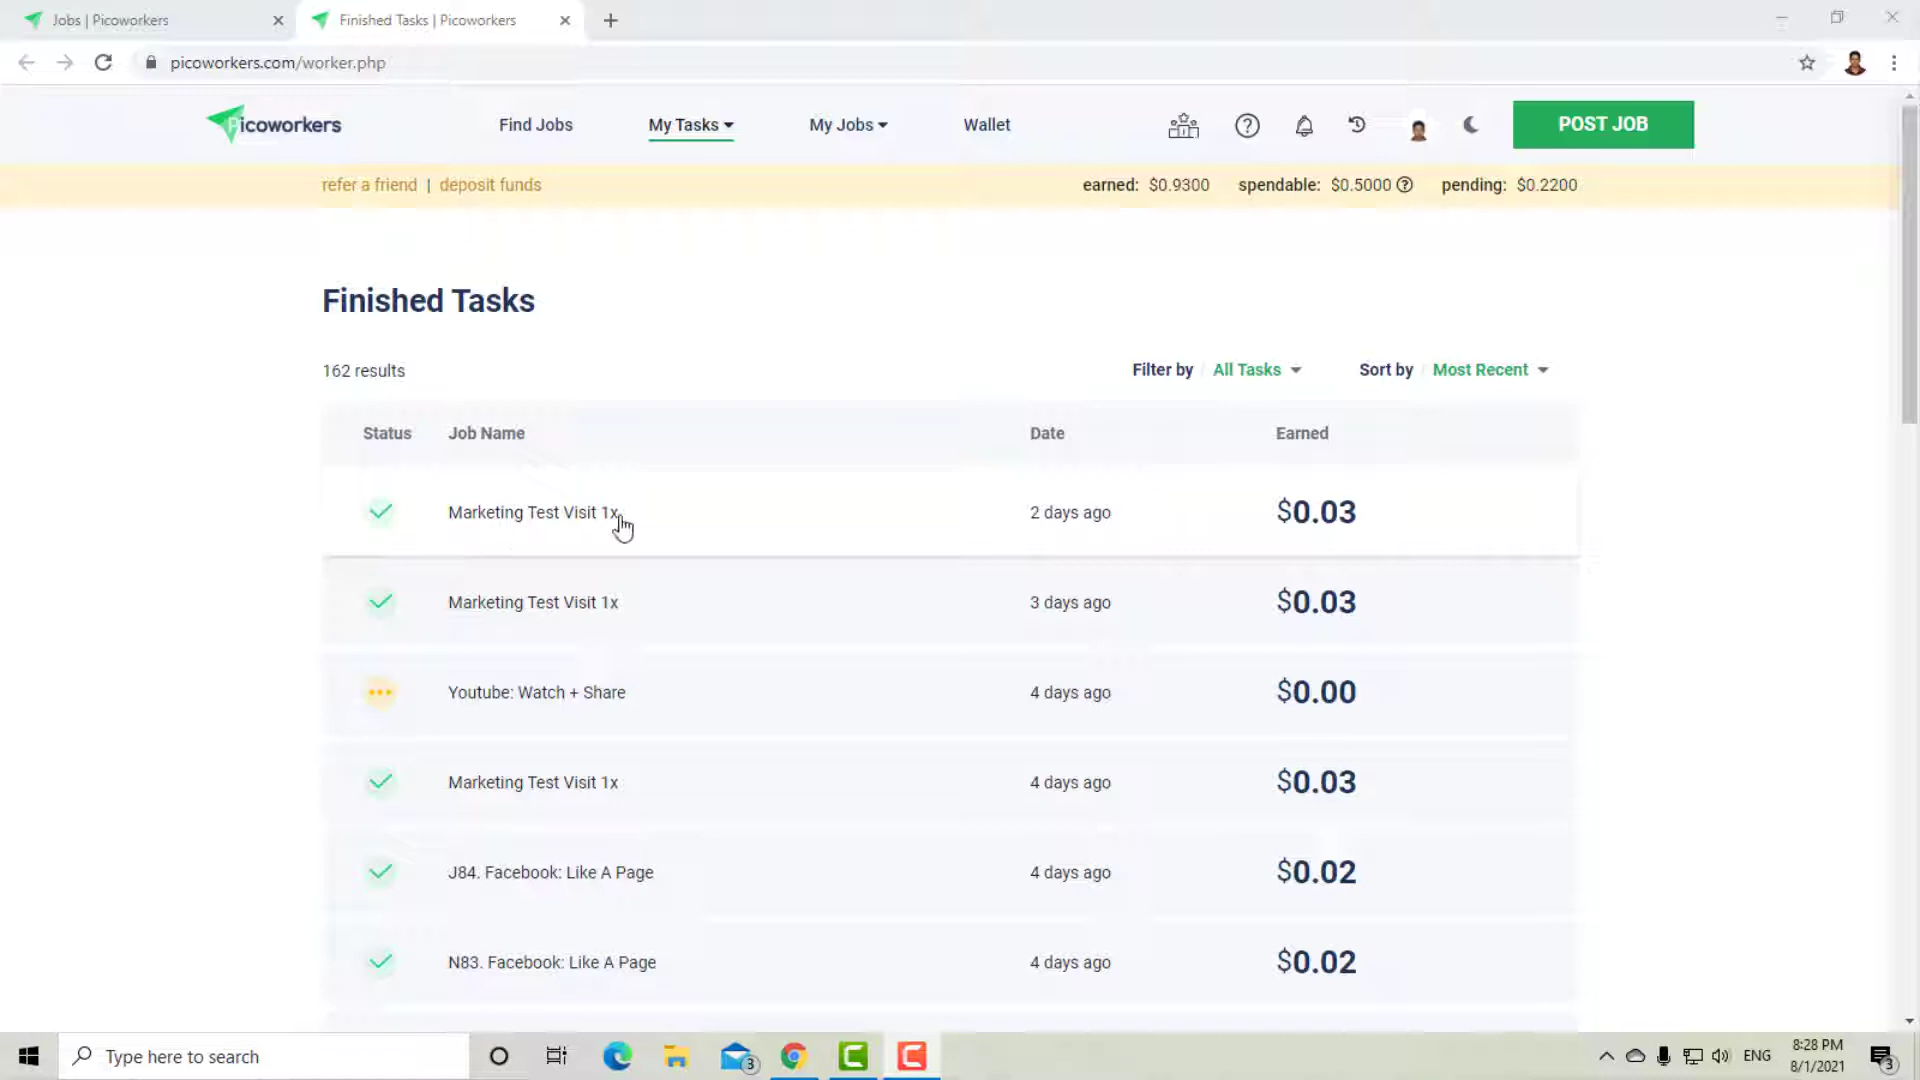 Jobs | Picoworkers
Finished Tasks | Picoworkers
picoworkers.com/worker.php
Picoworkers
Find Jobs
My Tasks
My Jobs
Wallet
POST JOB
refer a friend | deposit funds
earned: $0.9300 spendable: $0.5000 pending: $0.2200
Finished Tasks
162 results
Filter by All Tasks
Sort by Most Recent
Status Job Name Date Earned
Marketing Test Visit 1x 2 days ago $0.03
Marketing Test Visit 1x 3 days ago $0.03
Youtube: Watch + Share 4 days ago $0.00
Marketing Test Visit 1x 4 days ago $0.03
J84. Facebook: Like A Page 4 days ago $0.02
N83. Facebook: Like A Page 4 days ago $0.02
Type here to search
3
ENG
8:28 PM
8/1/2021
3